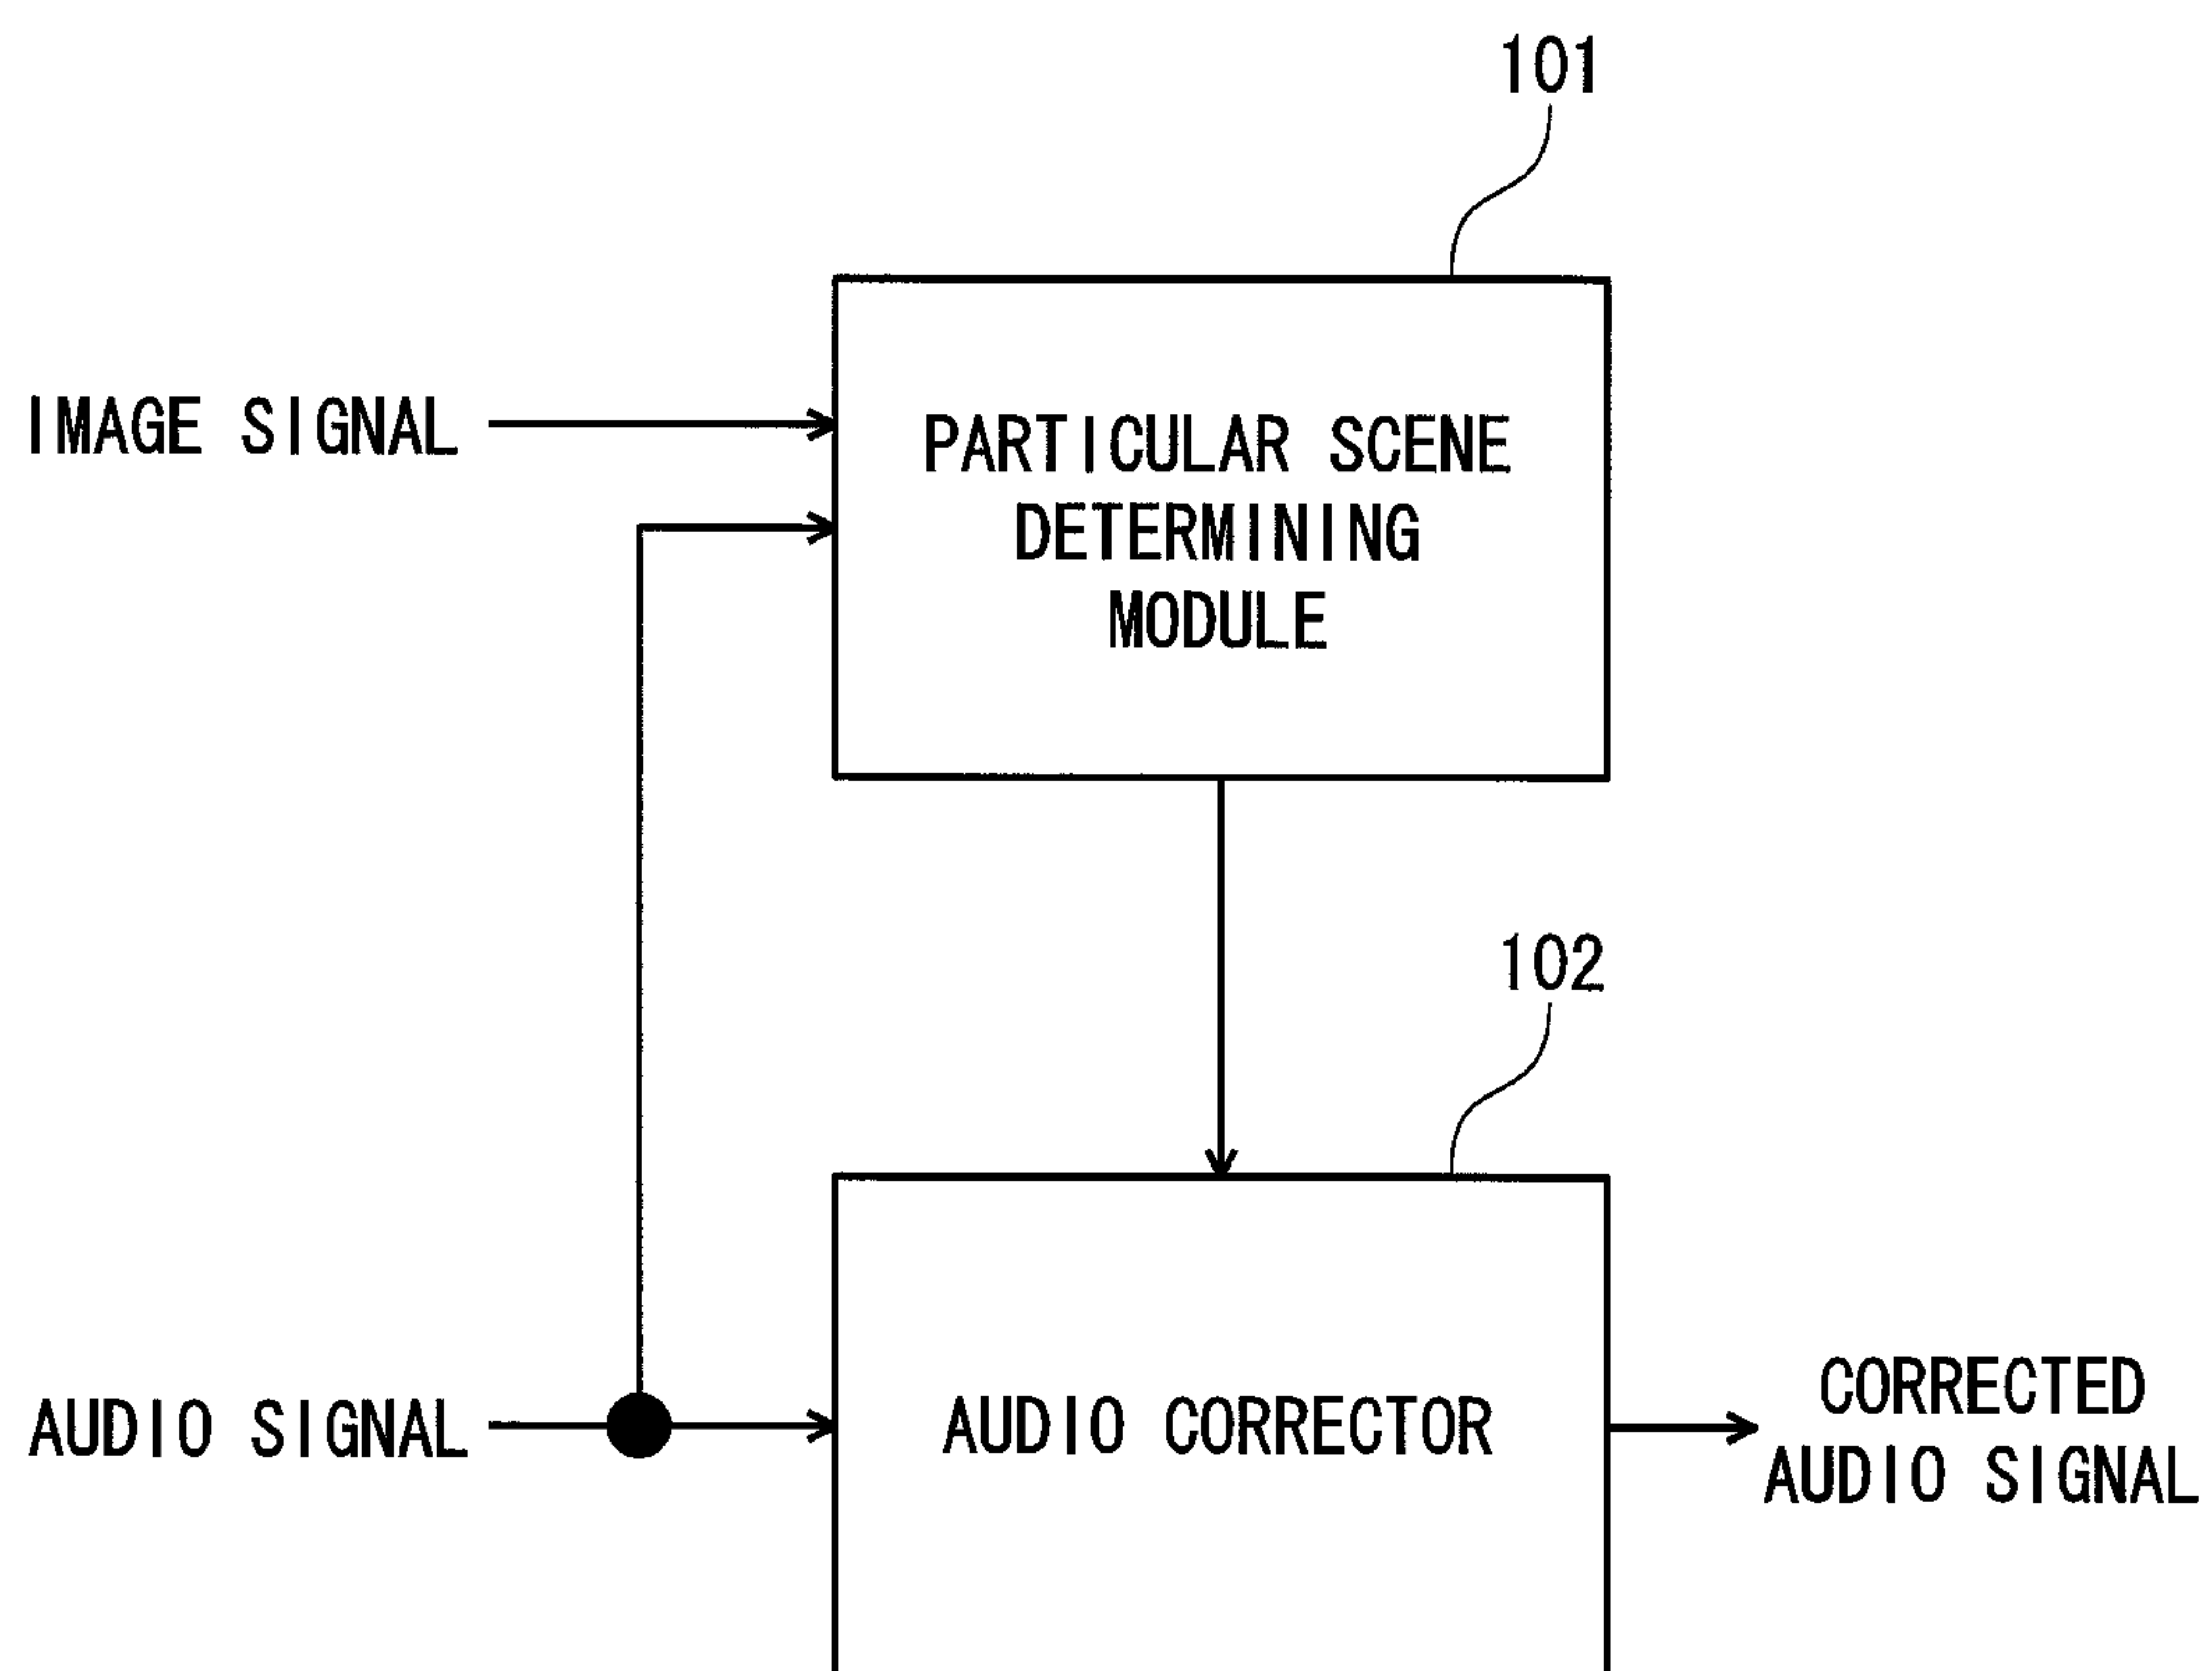 101
IMAGE SIGNAL
PARTICULAR SCENE
DETERMINING
MODULE
102
AUDIO SIGNAL
AUDIO CORRECTOR
CORRECTED
AUDIO SIGNAL